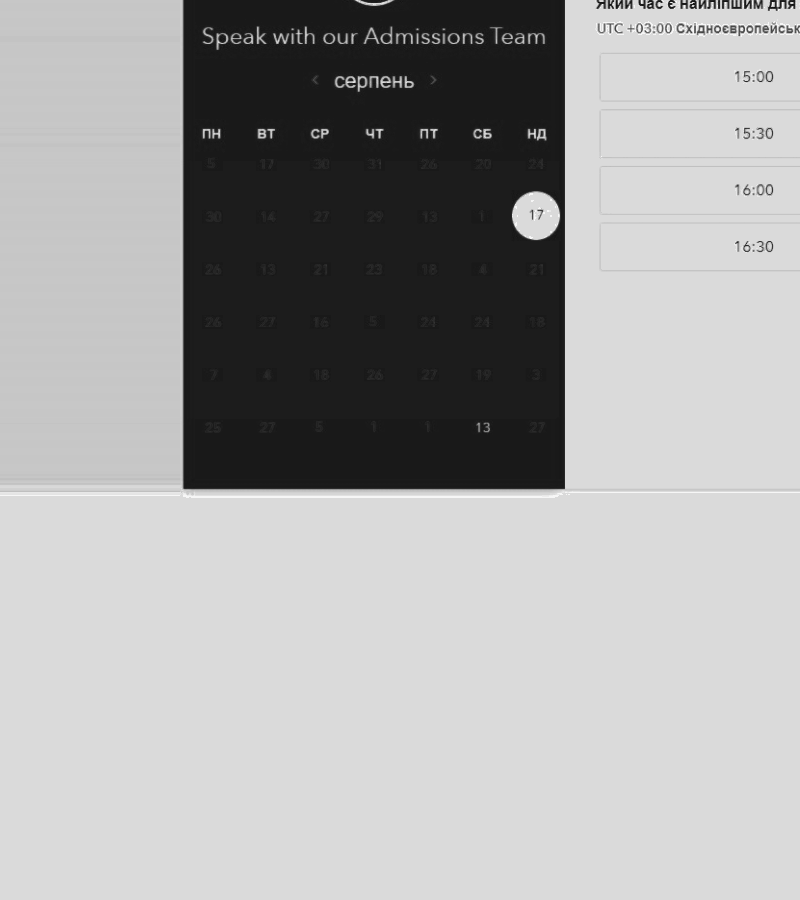 Speak with our Admissions Team
< серпень >
ПН ВТ СР ЧТ ПТ СБ НД
5 17 30 31 26 20 24
30 14 27 29 13 1 17
26 13 21 23 18 4 21
26 27 16 5 24 24 18
7 4 18 26 27 19 3
25 27 5 1 1 13 27
Який час є найліпшим для
UTC +03:00 Східноєвропейськ
15:00
15:30
16:00
16:30